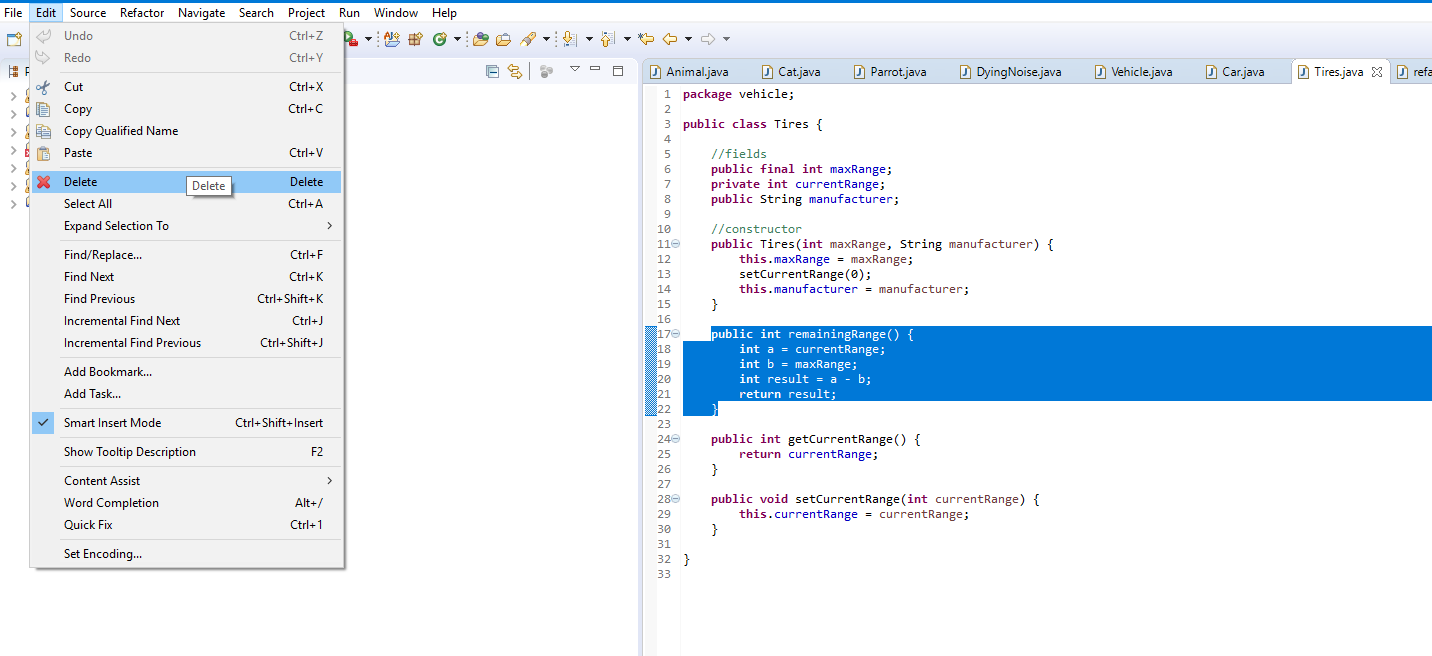 File Edit Source Refactor Navigate Search Project Run Window Help
Undo Ctrl+Z
Redo Ctrl+Y
Cut Ctrl+X
Copy Ctrl+C
Copy Qualified Name
Paste Ctrl+V
Delete Delete
Delete
Select All Ctrl+A
Expand Selection To
Find/Replace... Ctrl+F
Find Next Ctrl+K
Find Previous Ctrl+Shift+K
Incremental Find Next Ctrl+J
Incremental Find Previous Ctrl+Shift+J
Add Bookmark...
Add Task...
Smart Insert Mode Ctrl+Shift+Insert
Show Tooltip Description F2
Content Assist
Word Completion Alt+/
Quick Fix Ctrl+1
Set Encoding...
Animal.java Cat.java Parrot.java DyingNoise.java Vehicle.java Car.java Tires.java refa
1 package vehicle;
2
3 public class Tires {
4
5 //fields
6 public final int maxRange;
7 private int currentRange;
8 public String manufacturer;
9
10 //constructor
11 public Tires(int maxRange, String manufacturer) {
12 this.maxRange = maxRange;
13 setCurrentRange(0);
14 this.manufacturer = manufacturer;
15 }
16
17 public int remainingRange() {
18 int a = currentRange;
19 int b = maxRange;
20 int result = a - b;
21 return result;
22 }
23
24 public int getCurrentRange() {
25 return currentRange;
26 }
27
28 public void setCurrentRange(int currentRange) {
29 this.currentRange = currentRange;
30 }
31
32 }
33